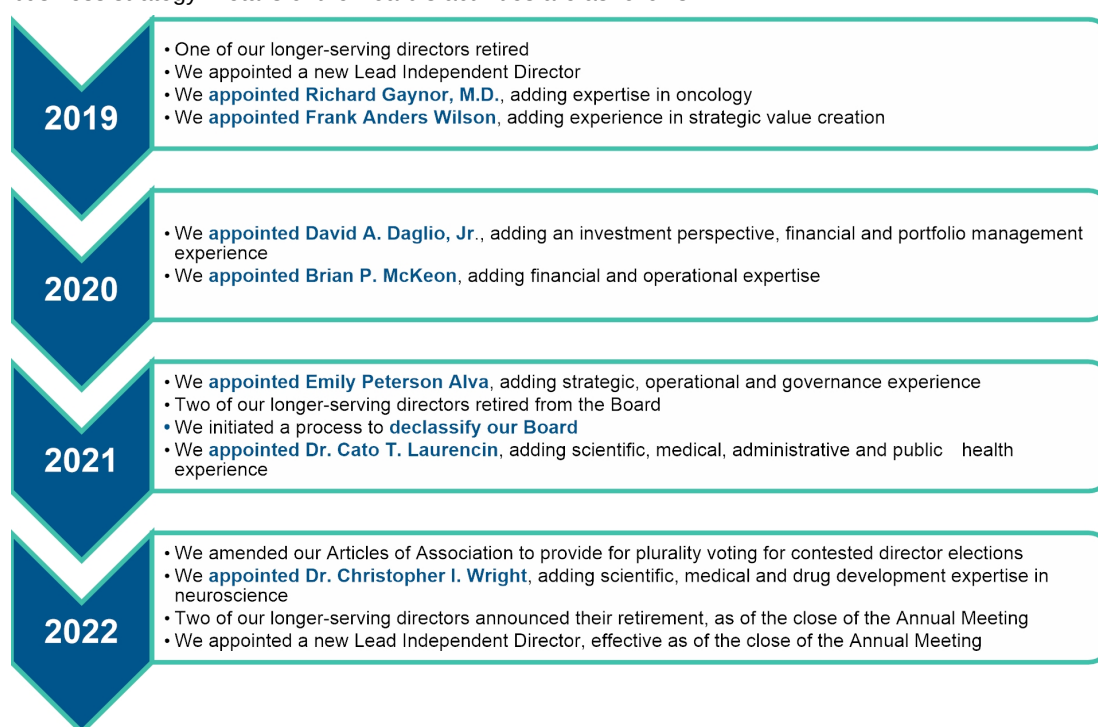 2019
• One of our longer-serving directors retired
• We appointed a new Lead Independent Director
• We appointed Richard Gaynor, M.D., adding expertise in oncology
• We appointed Frank Anders Wilson, adding experience in strategic value creation
2020
• We appointed David A. Daglio, Jr., adding an investment perspective, financial and portfolio management
experience
• We appointed Brian P. McKeon, adding financial and operational expertise
2021
• We appointed Emily Peterson Alva, adding strategic, operational and governance experience
• Two of our longer-serving directors retired from the Board
• We initiated a process to declassify our Board
• We appointed Dr. Cato T. Laurencin, adding scientific, medical, administrative and public health
experience
2022
• We amended our Articles of Association to provide for plurality voting for contested director elections
• We appointed Dr. Christopher I. Wright, adding scientific, medical and drug development expertise in
neuroscience
• Two of our longer-serving directors announced their retirement, as of the close of the Annual Meeting
• We appointed a new Lead Independent Director, effective as of the close of the Annual Meeting